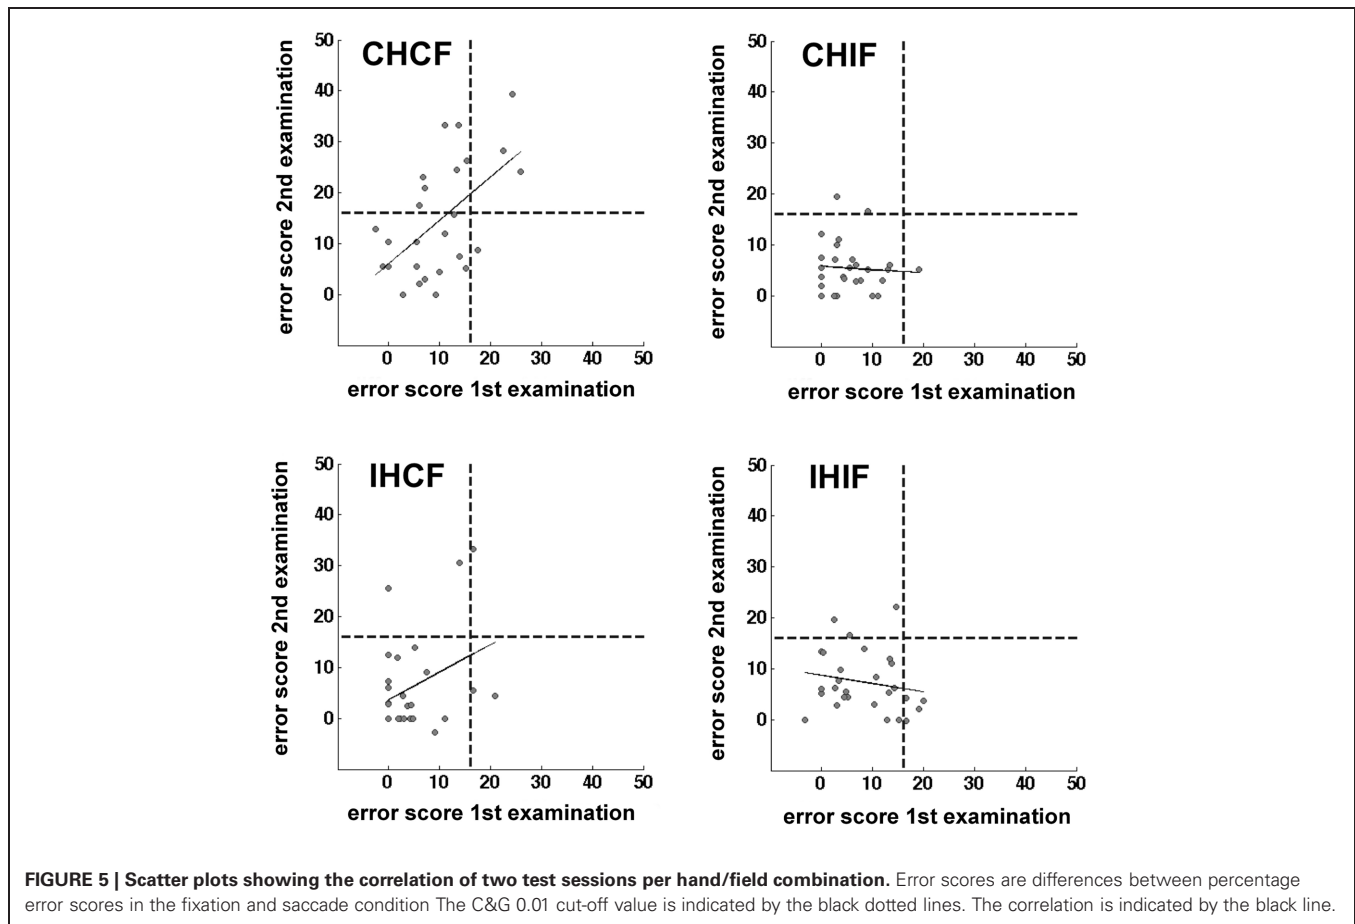 CHCF
error score 2nd examination
50
40
30
20
10
0
0 10 20 30 40 50
error score 1st examination
CHIF
error score 2nd examination
50
40
30
20
10
0
0 10 20 30 40 50
error score 1st examination
IHCF
error score 2nd examination
50
40
30
20
10
0
0 10 20 30 40 50
error score 1st examination
IHIF
error score 2nd examination
50
40
30
20
10
0
0 10 20 30 40 50
error score 1st examination
FIGURE 5 | Scatter plots showing the correlation of two test sessions per hand/field combination. Error scores are differences between percentage
error scores in the fixation and saccade condition The C&G 0.01 cut-off value is indicated by the black dotted lines. The correlation is indicated by the black line.